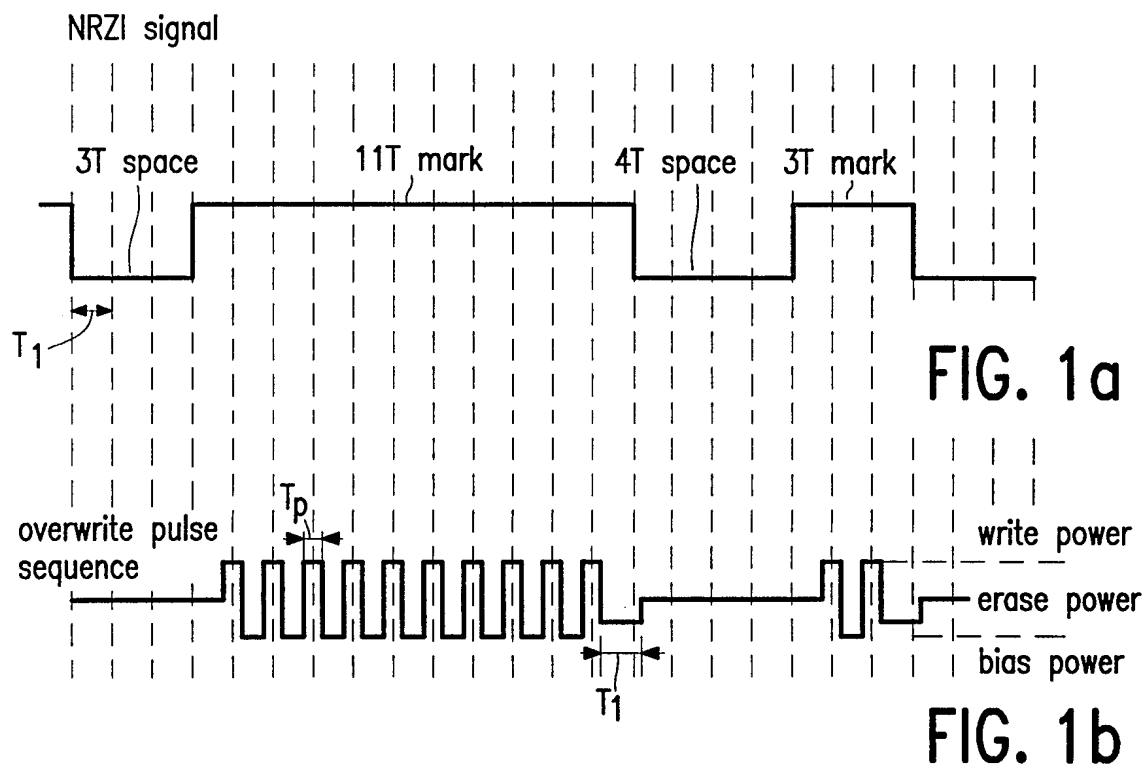 NRZI signal
3T space
11T mark
4T space
3T mark
T1
FIG. 1a
overwrite pulse
sequence
Tp
write power
erase power
bias power
T1
FIG. 1b